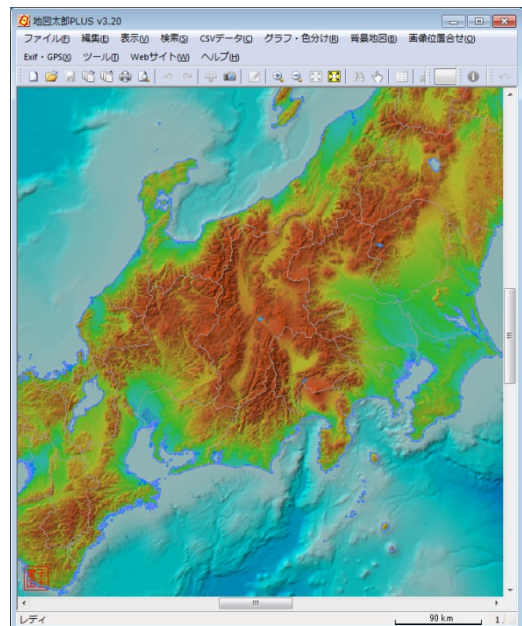 地図太郎PLUS v3.20
ファイル(F) 編集(E) 表示(V) 検索(S) CSVデータ(C) グラフ・色分け(R) 背景地図(B) 画像位置合せ(O)
Exif・GPS(X) ツール(T) Webサイト(W) ヘルプ(H)
レディ 90 km 1.